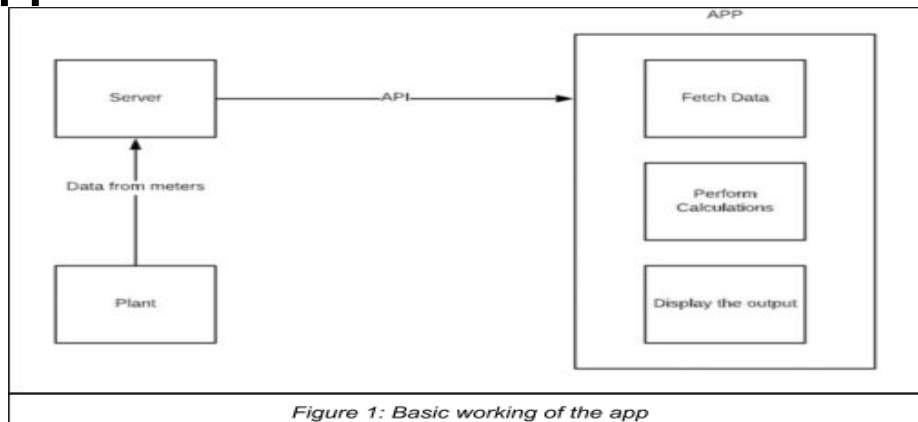 APP
Server
API
Fetch Data
Data from meters
Perform
Calculations
Plant
Display the output
Figure 1: Basic working of the app